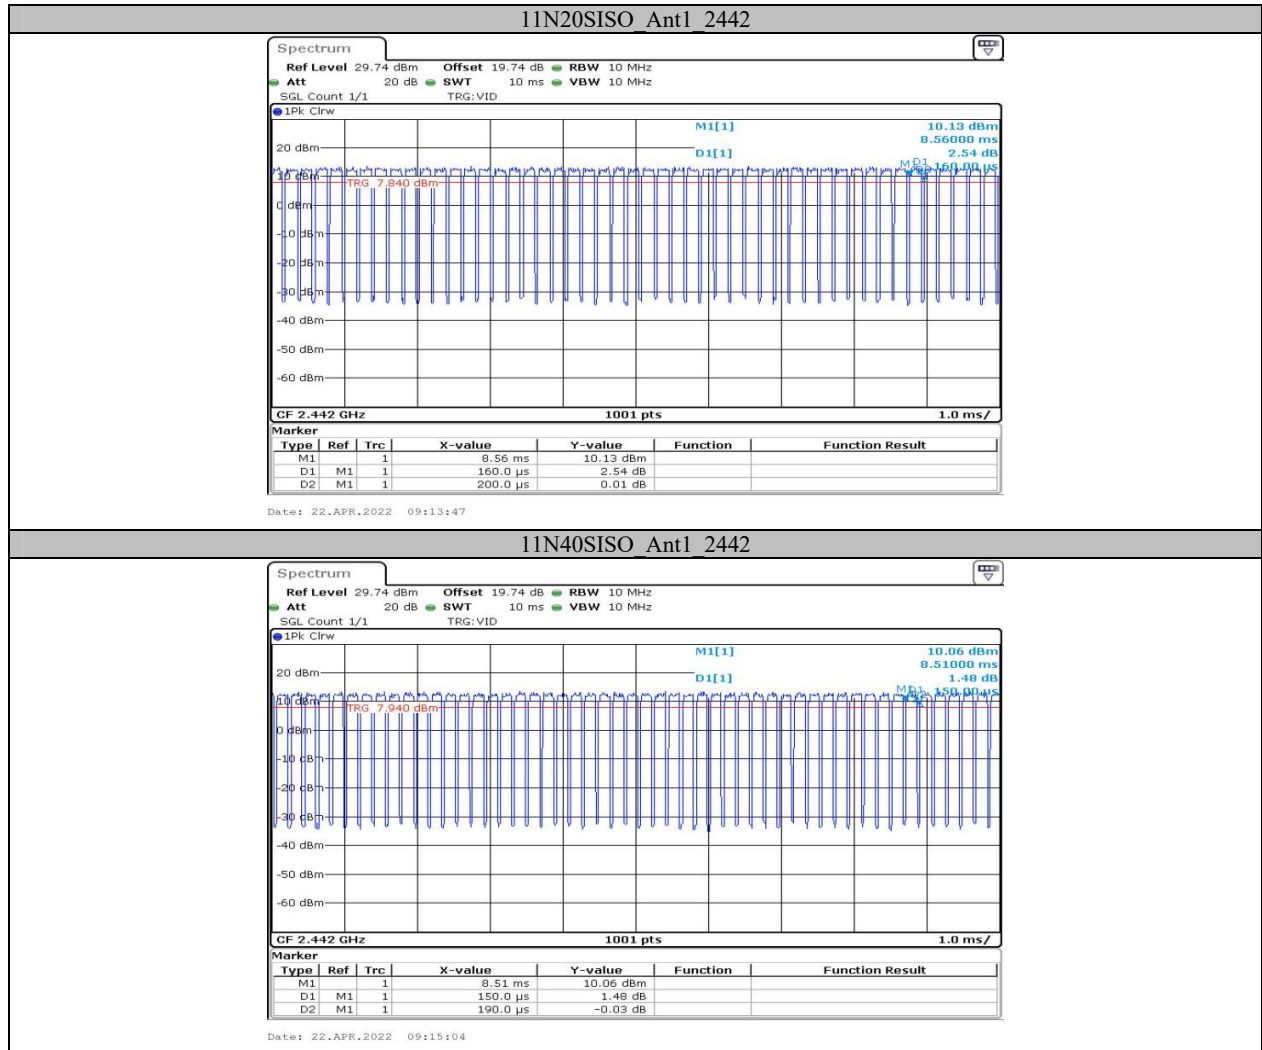 11N20SISO_Ant1_2442
Spectrum
Ref Level 29.74 dBm Offset 19.74 dB RBW 10 MHz
Att 20 dB SWT 10 ms VBW 10 MHz
SGL Count 1/1 TRG:VID
1Pk Clrw
M1[1] 10.13 dBm
8.56000 ms
20 dBm
D1[1] 2.54 dB
M D1 160.00 µs
10 dBm
TRG 7.840 dBm
0 dBm
-10 dBm
-20 dBm
-30 dBm
-40 dBm
-50 dBm
-60 dBm
CF 2.442 GHz 1001 pts 1.0 ms/
Marker
Type Ref Trc X-value Y-value Function Function Result
M1 1 8.56 ms 10.13 dBm
D1 M1 1 160.0 µs 2.54 dB
D2 M1 1 200.0 µs 0.01 dB
Date: 22.APR.2022 09:13:47
11N40SISO_Ant1_2442
Spectrum
Ref Level 29.74 dBm Offset 19.74 dB RBW 10 MHz
Att 20 dB SWT 10 ms VBW 10 MHz
SGL Count 1/1 TRG:VID
1Pk Clrw
M1[1] 10.06 dBm
8.51000 ms
20 dBm
D1[1] 1.48 dB
M D1 150.00 µs
10 dBm
TRG 7.940 dBm
0 dBm
-10 dBm
-20 dBm
-30 dBm
-40 dBm
-50 dBm
-60 dBm
CF 2.442 GHz 1001 pts 1.0 ms/
Marker
Type Ref Trc X-value Y-value Function Function Result
M1 1 8.51 ms 10.06 dBm
D1 M1 1 150.0 µs 1.48 dB
D2 M1 1 190.0 µs -0.03 dB
Date: 22.APR.2022 09:15:04